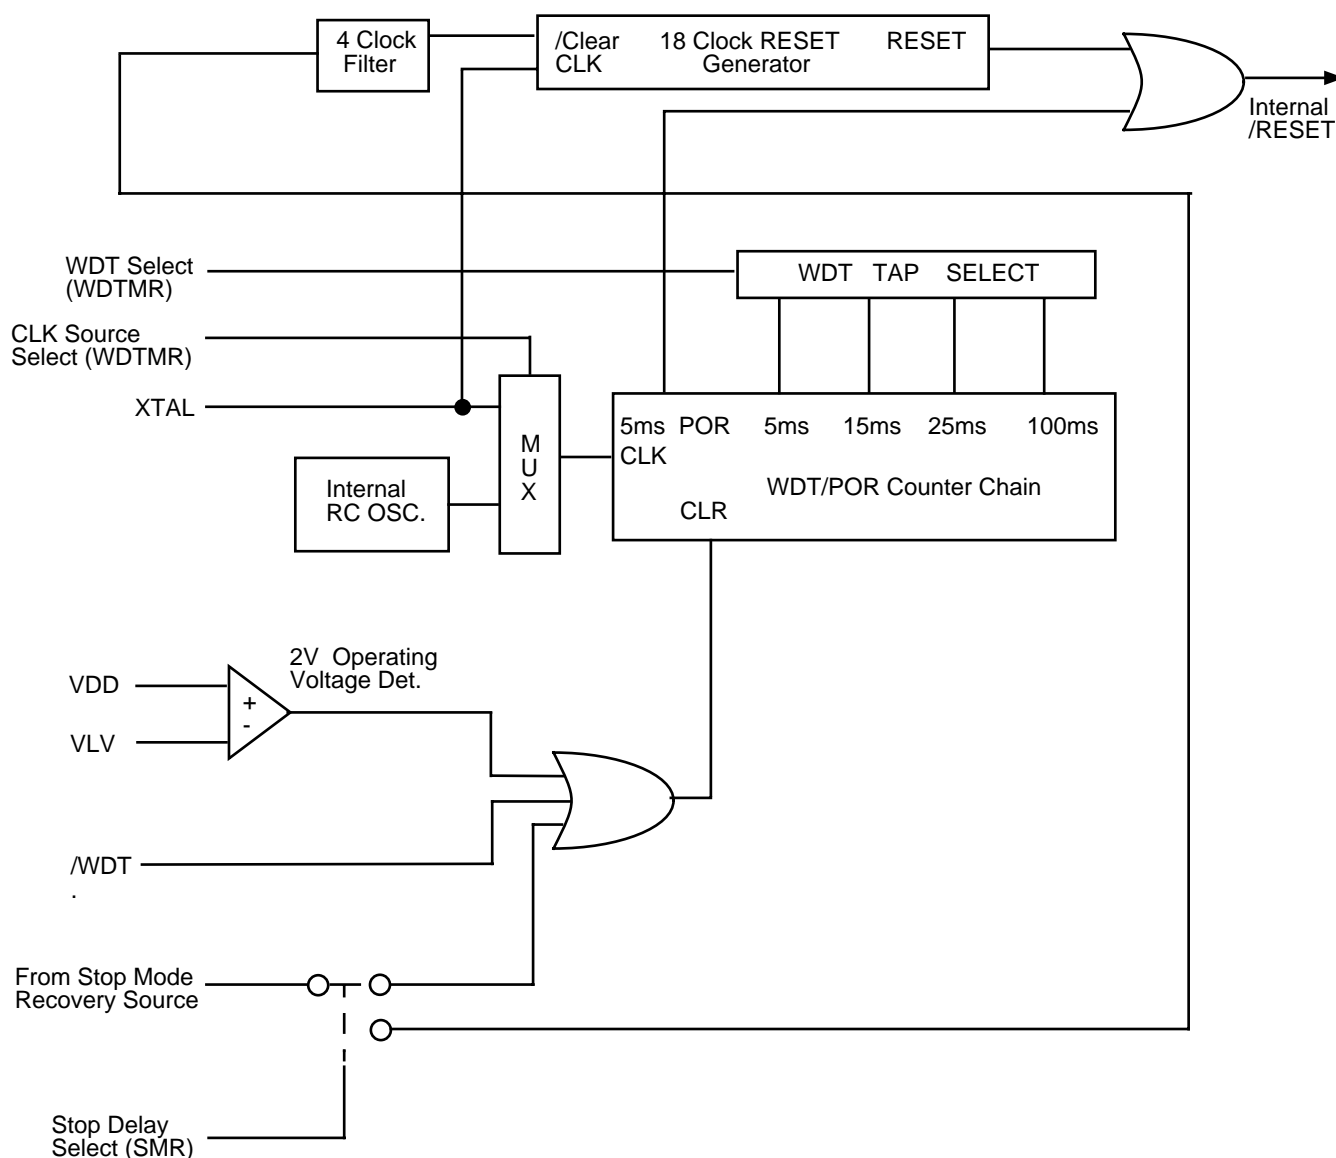 4 Clock
Filter
/Clear 18 Clock RESET RESET
CLK Generator
Internal
/RESET
WDT Select
(WDTMR)
WDT TAP SELECT
CLK Source
Select (WDTMR)
XTAL
M
U
X
5ms POR 5ms 15ms 25ms 100ms
CLK
WDT/POR Counter Chain
CLR
Internal
RC OSC.
2V Operating
Voltage Det.
VDD
+
-
VLV
/WDT
.
From Stop Mode
Recovery Source
Stop Delay
Select (SMR)